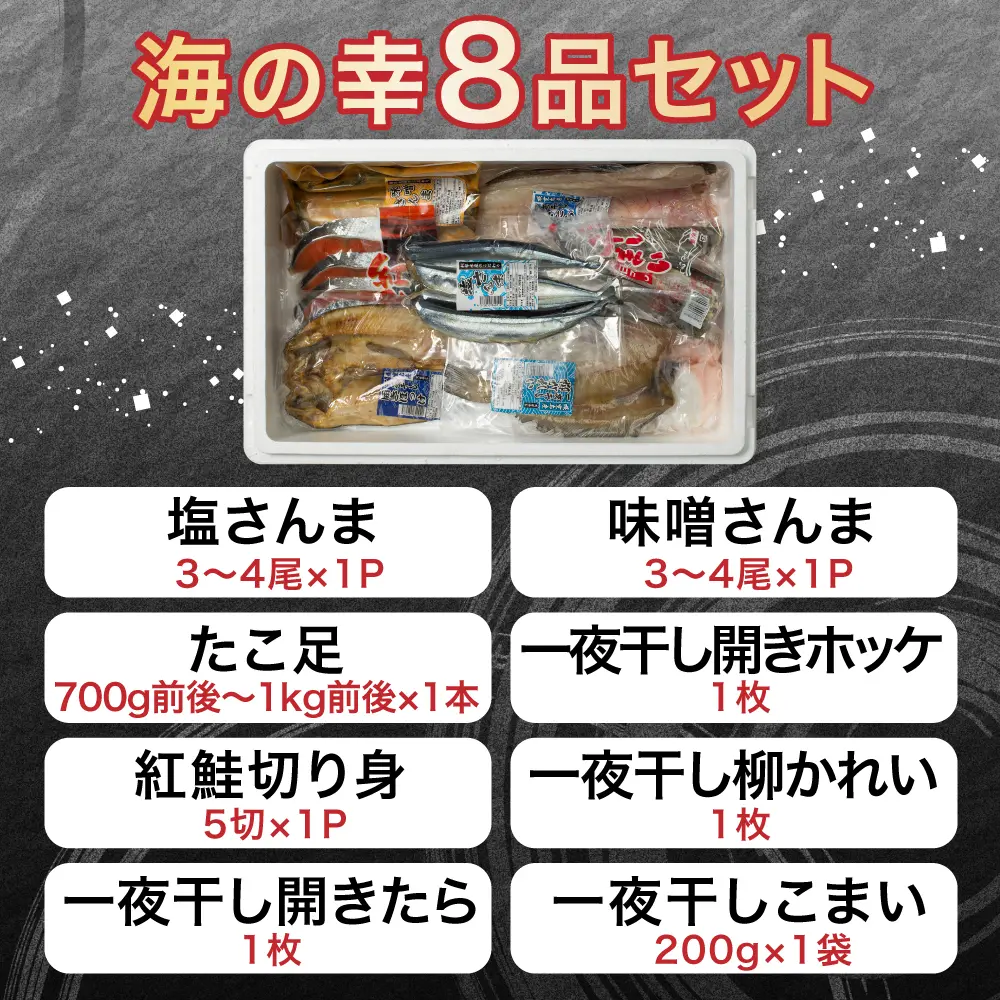 海の幸8品セット
塩さんま
3〜4尾×1P
味噌さんま
3〜4尾×1P
たこ足
700g前後〜1kg前後×1本
一夜干し開きホッケ
1枚
紅鮭切り身
5切×1P
一夜干し柳かれい
1枚
一夜干し開きたら
1枚
一夜干しこまい
200g×1袋